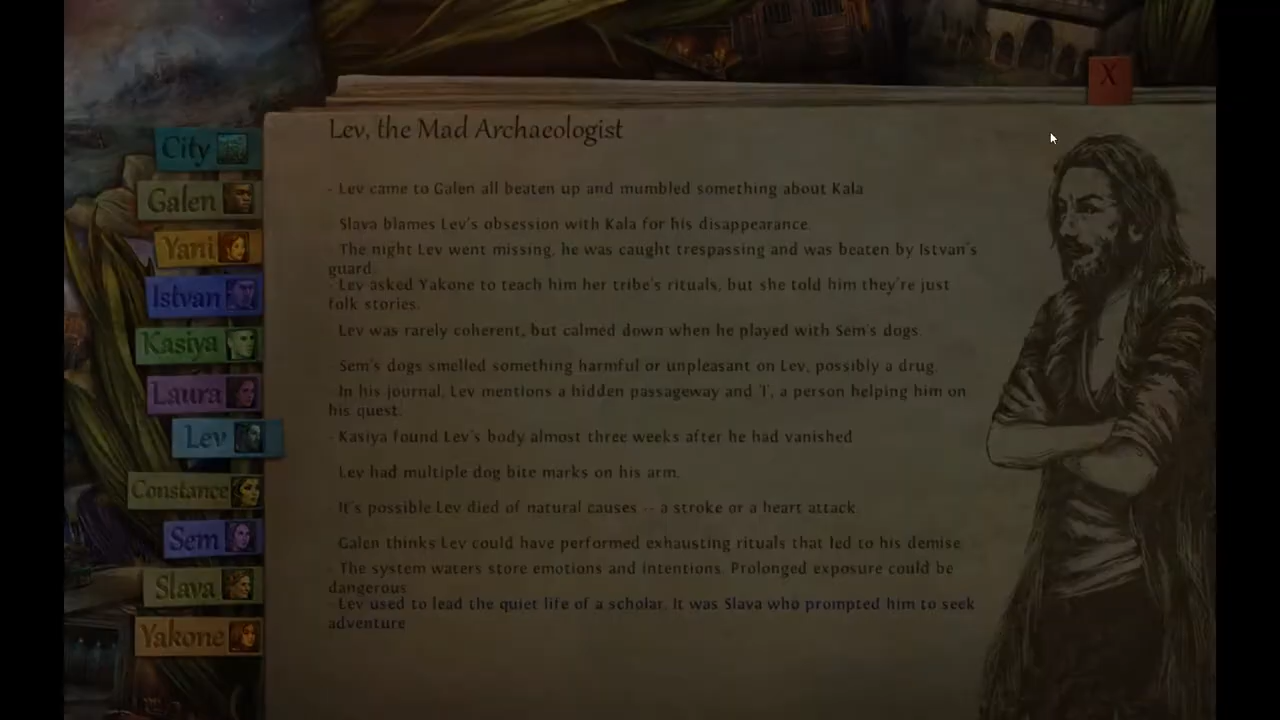 X
Lev, the Mad Archaeologist
City
Galen
Yani
Istvan
Kasiya
Laura
Lev
Constance
Sem
Slava
Yakone
- Lev came to Galen all beaten up and mumbled something about Kala
Slava blames Lev's obsession with Kala for his disappearance.
The night Lev went missing, he was caught trespassing and was beaten by Istvan's
guard.
- Lev asked Yakone to teach him her tribe's rituals, but she told him they're just
folk stories.
Lev was rarely coherent, but calmed down when he played with Sem's dogs.
Sem's dogs smelled something harmful or unpleasant on Lev, possibly a drug.
In his journal, Lev mentions a hidden passageway and 'I', a person helping him on
his quest.
- Kasiya found Lev's body almost three weeks after he had vanished
Lev had multiple dog bite marks on his arm.
It's possible Lev died of natural causes -- a stroke or a heart attack.
Galen thinks Lev could have performed exhausting rituals that led to his demise
- The system waters store emotions and intentions. Prolonged exposure could be
dangerous
- Lev used to lead the quiet life of a scholar. It was Slava who prompted him to seek
adventure